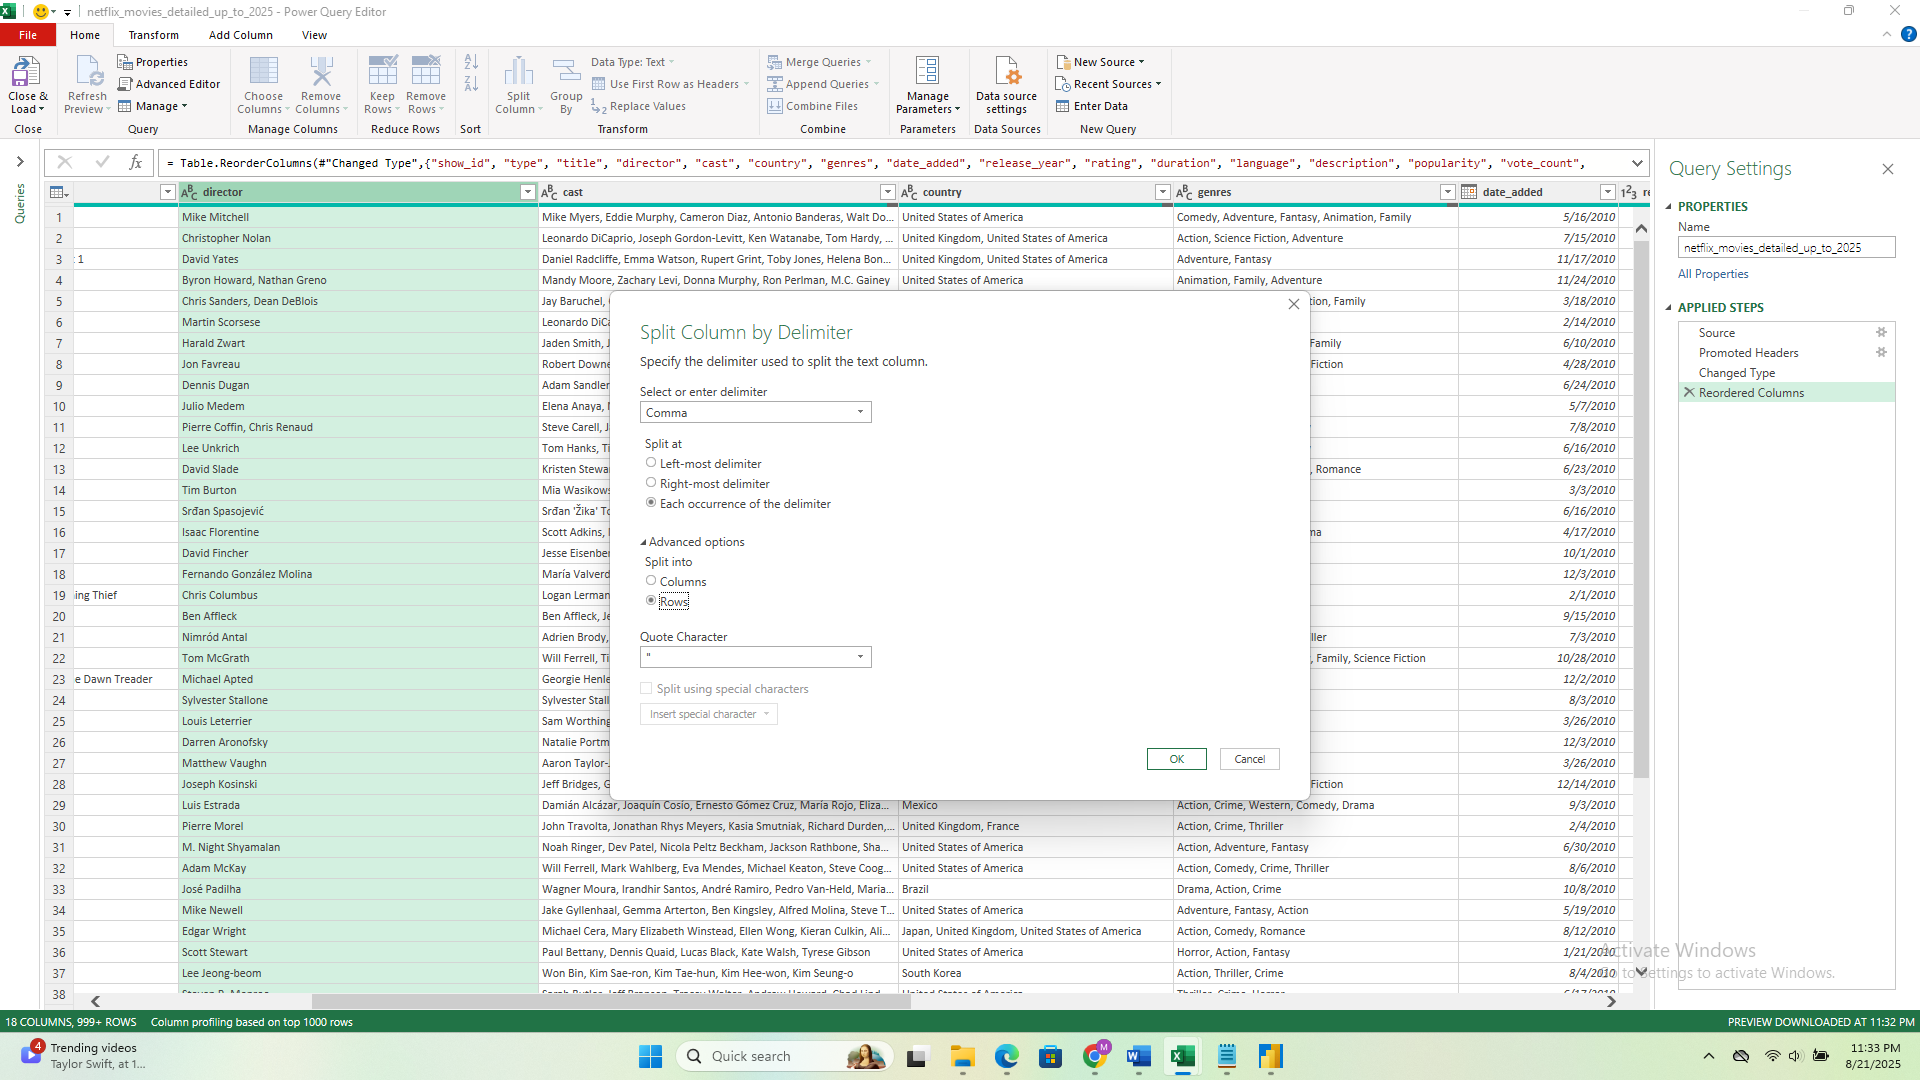 netflix_movies_detailed_up_to_2025 - Power Query Editor
File Home Transform Add Column View
Close & Load
Close
Refresh Preview
Properties
Advanced Editor
Manage
Query
Choose Columns
Remove Columns
Manage Columns
Keep Rows
Remove Rows
Reduce Rows
Sort
Split Column
Group By
Data Type: Text
Use First Row as Headers
Replace Values
Transform
Merge Queries
Append Queries
Combine Files
Combine
Manage Parameters
Parameters
Data source settings
Data Sources
New Source
Recent Sources
Enter Data
New Query
= Table.ReorderColumns(#"Changed Type",{"show_id", "type", "title", "director", "cast", "country", "genres", "date_added", "release_year", "rating", "duration", "language", "description", "popularity", "vote_count",
Queries
director cast country genres date_added
1 Mike Mitchell Mike Myers, Eddie Murphy, Cameron Diaz, Antonio Banderas, Walt Do... United States of America Comedy, Adventure, Fantasy, Animation, Family 5/16/2010
2 Christopher Nolan Leonardo DiCaprio, Joseph Gordon-Levitt, Ken Watanabe, Tom Hardy, ... United Kingdom, United States of America Action, Science Fiction, Adventure 7/15/2010
3 : 1 David Yates Daniel Radcliffe, Emma Watson, Rupert Grint, Toby Jones, Helena Bon... United Kingdom, United States of America Adventure, Fantasy 11/17/2010
4 Byron Howard, Nathan Greno Mandy Moore, Zachary Levi, Donna Murphy, Ron Perlman, M.C. Gainey United States of America Animation, Family, Adventure 11/24/2010
5 Chris Sanders, Dean DeBlois Jay Baruchel, tion, Family 3/18/2010
6 Martin Scorsese Leonardo DiCa 2/14/2010
7 Harald Zwart Jaden Smith, J Family 6/10/2010
8 Jon Favreau Robert Downe Fiction 4/28/2010
9 Dennis Dugan Adam Sandler 6/24/2010
10 Julio Medem Elena Anaya, 5/7/2010
11 Pierre Coffin, Chris Renaud Steve Carell, J 7/8/2010
12 Lee Unkrich Tom Hanks, Ti 6/16/2010
13 David Slade Kristen Stewa , Romance 6/23/2010
14 Tim Burton Mia Wasikows 3/3/2010
15 Srđan Spasojević Srđan 'Žika' To 6/16/2010
16 Isaac Florentine Scott Adkins, ma 4/17/2010
17 David Fincher Jesse Eisenber 10/1/2010
18 Fernando González Molina María Valverd 12/3/2010
19 ing Thief Chris Columbus Logan Lerman 2/1/2010
20 Ben Affleck Ben Affleck, Je 9/15/2010
21 Nimród Antal Adrien Brody, ller 7/3/2010
22 Tom McGrath Will Ferrell, Ti , Family, Science Fiction 10/28/2010
23 e Dawn Treader Michael Apted Georgie Henle 12/2/2010
24 Sylvester Stallone Sylvester Stall 8/3/2010
25 Louis Leterrier Sam Worthing 3/26/2010
26 Darren Aronofsky Natalie Portm 12/3/2010
27 Matthew Vaughn Aaron Taylor- 3/26/2010
28 Joseph Kosinski Jeff Bridges, G Fiction 12/14/2010
29 Luis Estrada Damián Alcázar, Joaquín Cosío, Ernesto Gómez Cruz, María Rojo, Eliza... Mexico Action, Crime, Western, Comedy, Drama 9/3/2010
30 Pierre Morel John Travolta, Jonathan Rhys Meyers, Kasia Smutniak, Richard Durden,... United Kingdom, France Action, Crime, Thriller 2/4/2010
31 M. Night Shyamalan Noah Ringer, Dev Patel, Nicola Peltz Beckham, Jackson Rathbone, Sha... United States of America Action, Adventure, Fantasy 6/30/2010
32 Adam McKay Will Ferrell, Mark Wahlberg, Eva Mendes, Michael Keaton, Steve Coog... United States of America Action, Comedy, Crime, Thriller 8/6/2010
33 José Padilha Wagner Moura, Irandhir Santos, André Ramiro, Pedro Van-Held, Maria... Brazil Drama, Action, Crime 10/8/2010
34 Mike Newell Jake Gyllenhaal, Gemma Arterton, Ben Kingsley, Alfred Molina, Steve T... United States of America Adventure, Fantasy, Action 5/19/2010
35 Edgar Wright Michael Cera, Mary Elizabeth Winstead, Ellen Wong, Kieran Culkin, Ali... Japan, United Kingdom, United States of America Action, Comedy, Romance 8/12/2010
36 Scott Stewart Paul Bettany, Dennis Quaid, Lucas Black, Kate Walsh, Tyrese Gibson United States of America Horror, Action, Fantasy 1/21/2010
37 Lee Jeong-beom Won Bin, Kim Sae-ron, Kim Tae-hun, Kim Hee-won, Kim Seung-o South Korea Action, Thriller, Crime 8/4/2010
38
Split Column by Delimiter
Specify the delimiter used to split the text column.
Select or enter delimiter
Comma
Split at
Left-most delimiter
Right-most delimiter
Each occurrence of the delimiter
Advanced options
Split into
Columns
Rows
Quote Character
"
Split using special characters
Insert special character
OK Cancel
Query Settings
PROPERTIES
Name
netflix_movies_detailed_up_to_2025
All Properties
APPLIED STEPS
Source
Promoted Headers
Changed Type
Reordered Columns
Activate Windows
Go to Settings to activate Windows.
18 COLUMNS, 999+ ROWS Column profiling based on top 1000 rows PREVIEW DOWNLOADED AT 11:32 PM
4
Trending videos
Taylor Swift, at 1...
Quick search
M
11:33 PM
8/21/2025